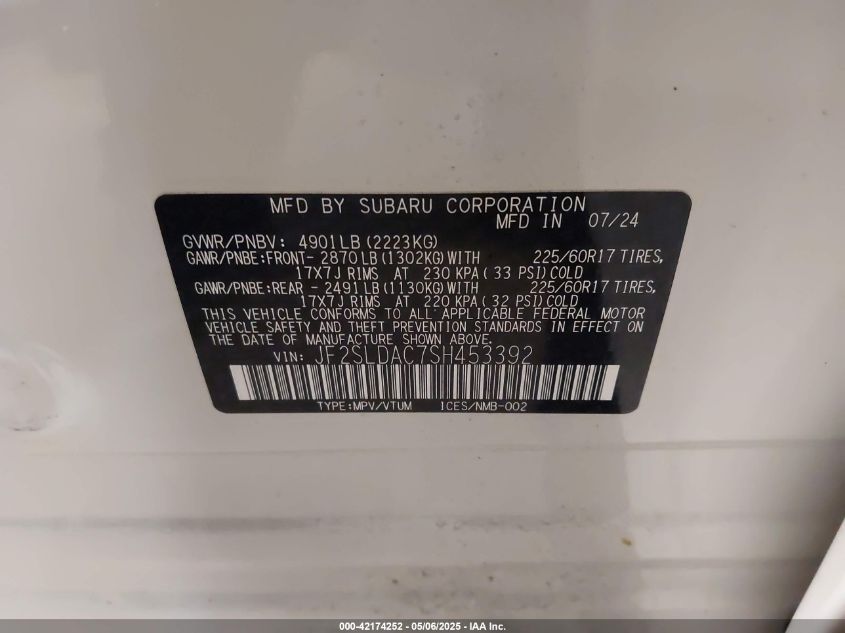 MFD BY SUBARU CORPORATION
MFD IN 07/24
GVWR/PNBV: 4901LB(2223KG)
GAWR/PNBE:FRONT- 2870LB(1302KG)WITH 225/60R17 TIRES,
17X7J RIMS AT 230 KPA( 33 PSI)COLD
GAWR/PNBE:REAR - 2491LB(1130KG)WITH 225/60R17 TIRES,
17X7J RIMS AT 220 KPA( 32 PSI)COLD
THIS VEHICLE CONFORMS TO ALL APPLICABLE FEDERAL MOTOR
VEHICLE SAFETY AND THEFT PREVENTION STANDARDS IN EFFECT ON
THE DATE OF MANUFACTURE SHOWN ABOVE.
VIN: JF2SLDAC7SH453392
TYPE:MPV/VTUM ICES/NMB-002
000-42174252 - 05/06/2025 - IAA Inc.